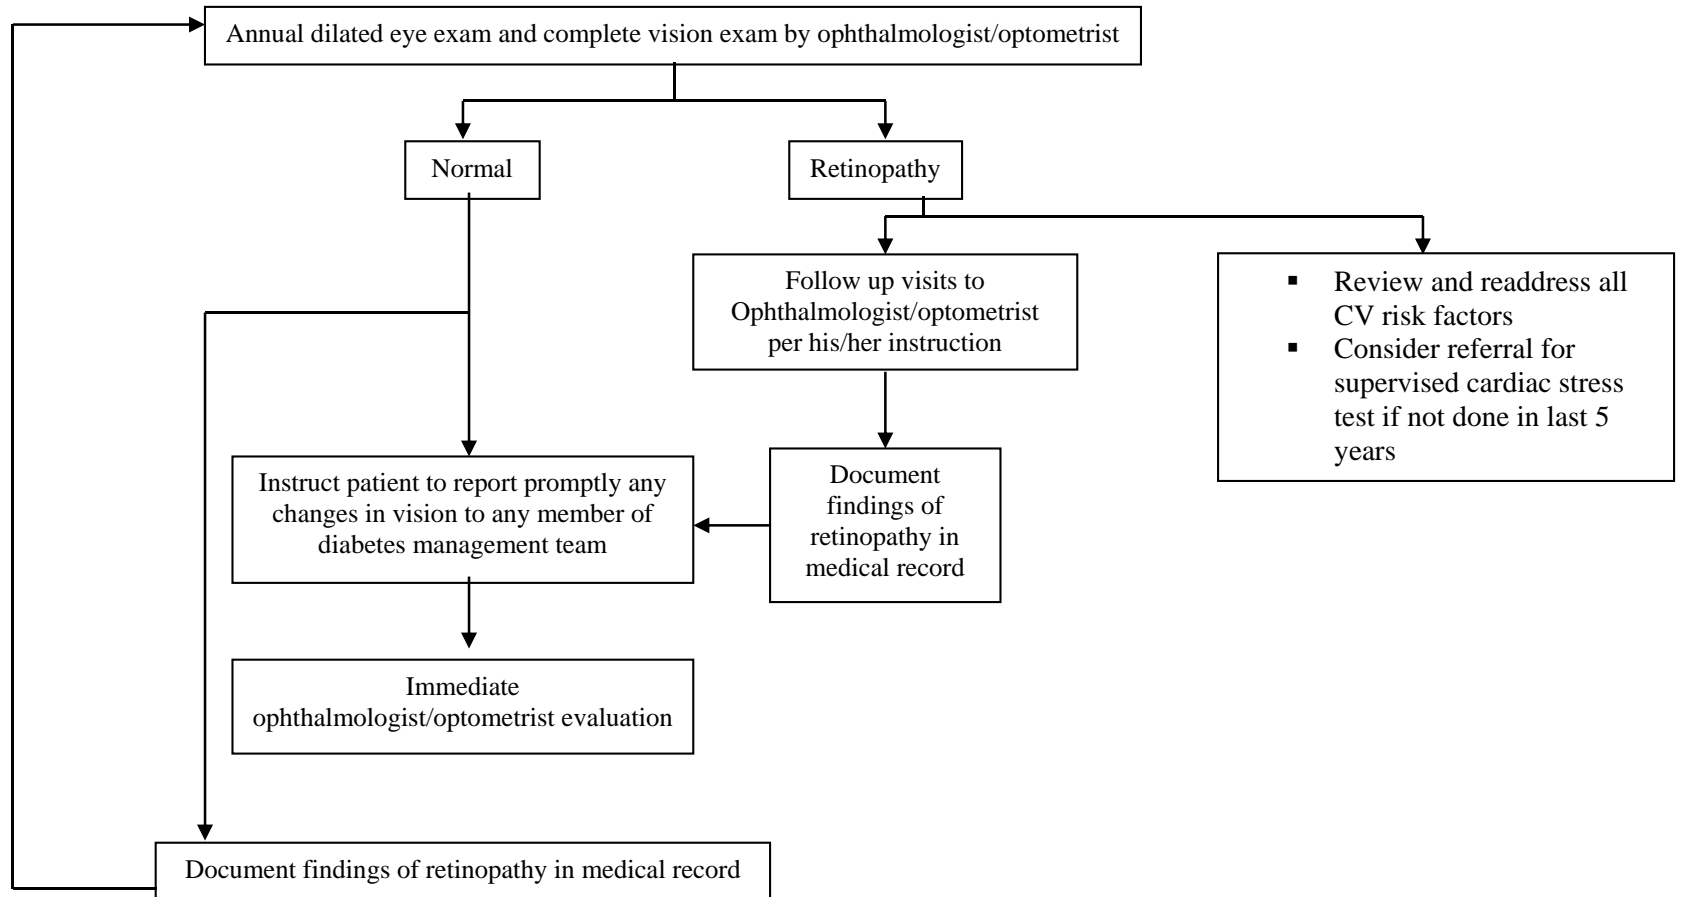 Annual dilated eye exam and complete vision exam by ophthalmologist/optometrist
Normal
Retinopathy
Follow up visits to
Ophthalmologist/optometrist
per his/her instruction
▪ Review and readdress all
CV risk factors
▪ Consider referral for
supervised cardiac stress
test if not done in last 5
years
Instruct patient to report promptly any
changes in vision to any member of
diabetes management team
Document
findings of
retinopathy in
medical record
Immediate
ophthalmologist/optometrist evaluation
Document findings of retinopathy in medical record